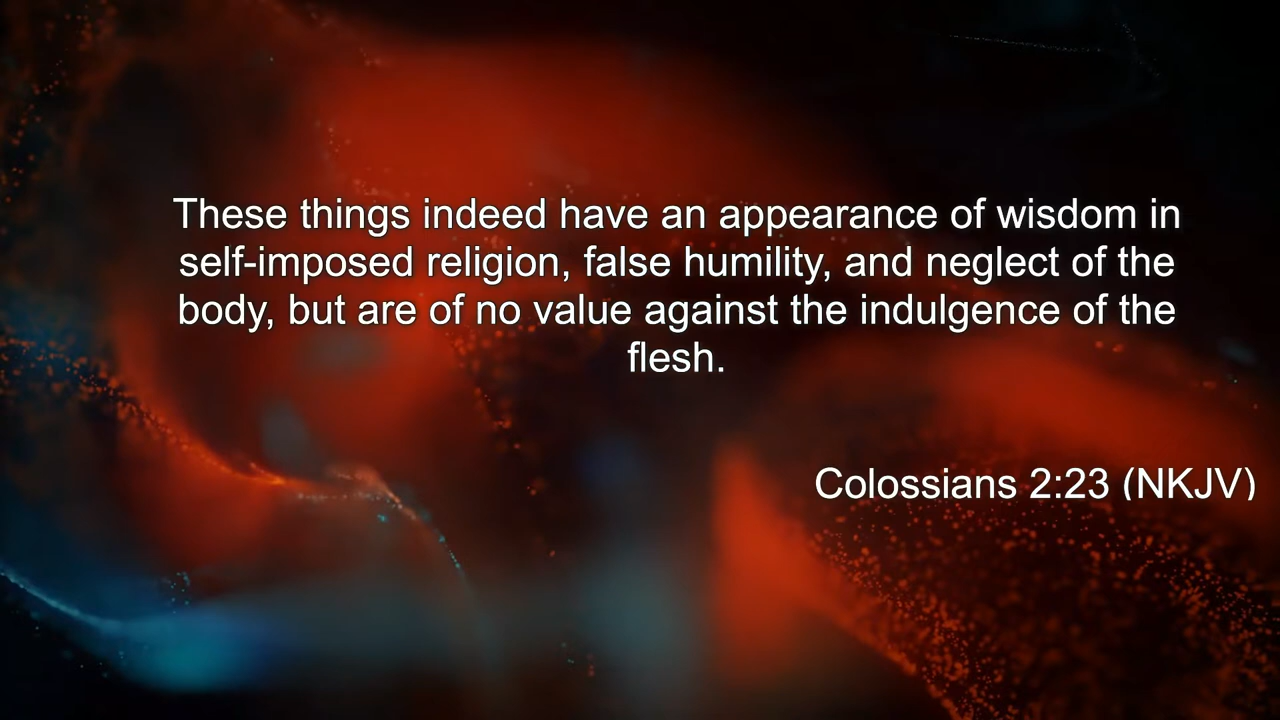 These things indeed have an appearance of wisdom in
self-imposed religion, false humility, and neglect of the
body, but are of no value against the indulgence of the
flesh.
Colossians 2:23 (NKJV)